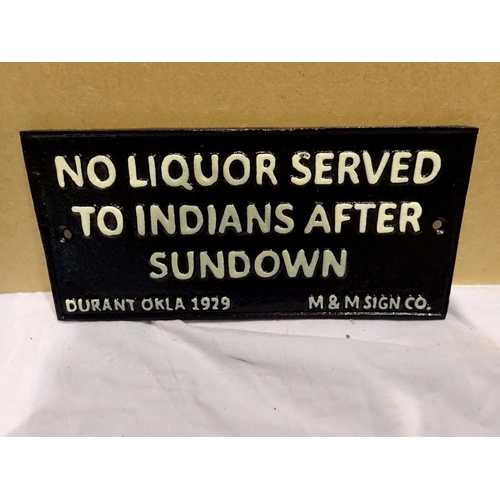 NO LIQUOR SERVED
TO INDIANS AFTER
SUNDOWN
DURANT OKLA 1929 M & M SIGN CO.